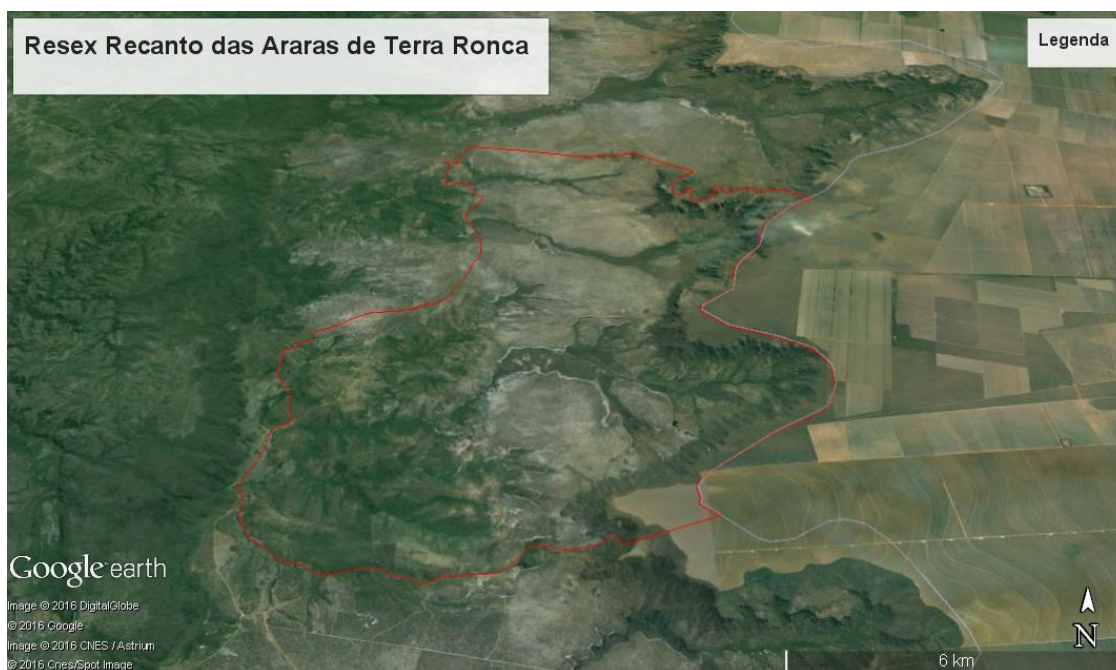 Resex Recanto das Araras de Terra Ronca
Legenda
Google earth
Image © 2016 DigitalGlobe
© 2016 Google
Image © 2016 CNES / Astrium
© 2016 Cnes/Spot Image
N
6 km